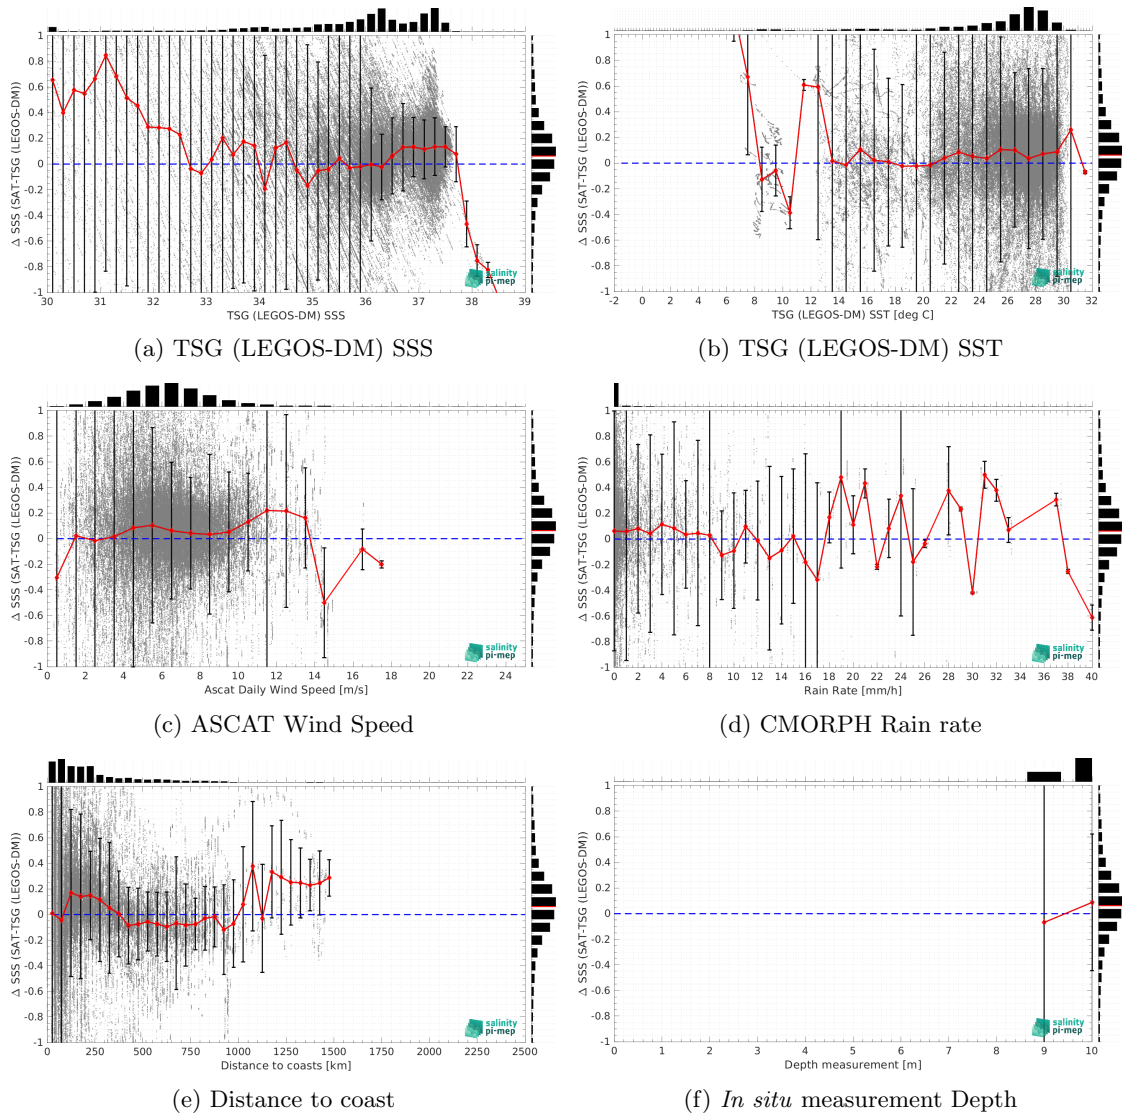 Δ SSS (SAT-TSG (LEGOS-DM))
1
0.8
0.6
0.4
0.2
0
-0.2
-0.4
-0.6
-0.8
-1
30 31 32 33 34 35 36 37 38 39
TSG (LEGOS-DM) SSS
salinity
pi-mep
(a) TSG (LEGOS-DM) SSS
Δ SSS (SAT-TSG (LEGOS-DM))
1
0.8
0.6
0.4
0.2
0
-0.2
-0.4
-0.6
-0.8
-1
-2 0 2 4 6 8 10 12 14 16 18 20 22 24 26 28 30 32
TSG (LEGOS-DM) SST [deg C]
salinity
pi-mep
(b) TSG (LEGOS-DM) SST
Δ SSS (SAT-TSG (LEGOS-DM))
1
0.8
0.6
0.4
0.2
0
-0.2
-0.4
-0.6
-0.8
-1
0 2 4 6 8 10 12 14 16 18 20 22 24
Ascat Daily Wind Speed [m/s]
salinity
pi-mep
(c) ASCAT Wind Speed
Δ SSS (SAT-TSG (LEGOS-DM))
1
0.8
0.6
0.4
0.2
0
-0.2
-0.4
-0.6
-0.8
-1
0 2 4 6 8 10 12 14 16 18 20 22 24 26 28 30 32 34 36 38 40
Rain Rate [mm/h]
salinity
pi-mep
(d) CMORPH Rain rate
Δ SSS (SAT-TSG (LEGOS-DM))
1
0.8
0.6
0.4
0.2
0
-0.2
-0.4
-0.6
-0.8
-1
0 250 500 750 1000 1250 1500 1750 2000 2250 2500
Distance to coasts [km]
salinity
pi-mep
(e) Distance to coast
Δ SSS (SAT-TSG (LEGOS-DM))
1
0.8
0.6
0.4
0.2
0
-0.2
-0.4
-0.6
-0.8
-1
0 1 2 3 4 5 6 7 8 9 10
Depth measurement [m]
salinity
pi-mep
(f) In situ measurement Depth